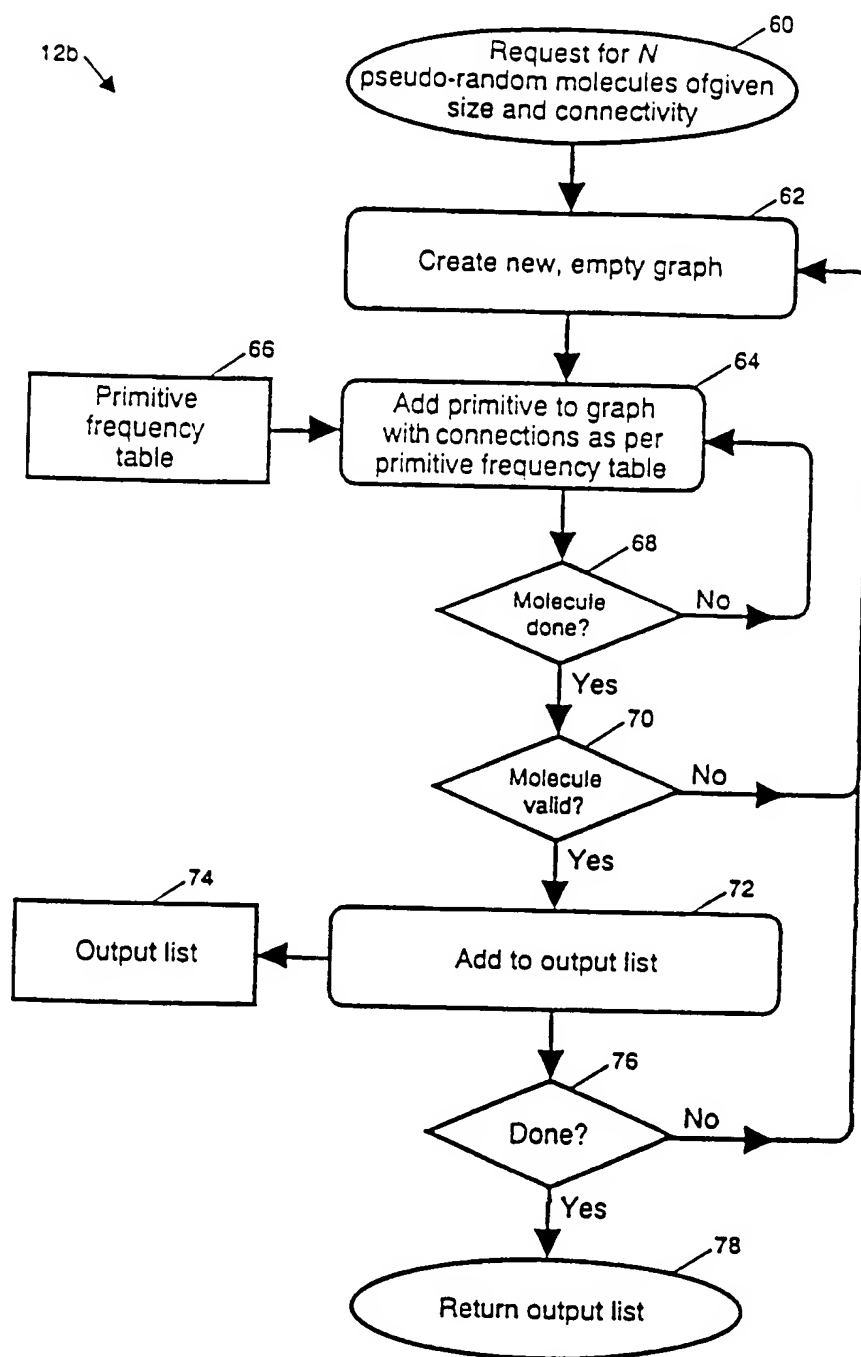 12b
60
Request for N
pseudo-random molecules ofgiven
size and connectivity
62
Create new, empty graph
66
Primitive
frequency
table
64
Add primitive to graph
with connections as per
primitive frequency table
68
Molecule
done?
No
Yes
70
Molecule
valid?
No
Yes
74
Output list
72
Add to output list
76
Done?
No
Yes
78
Return output list